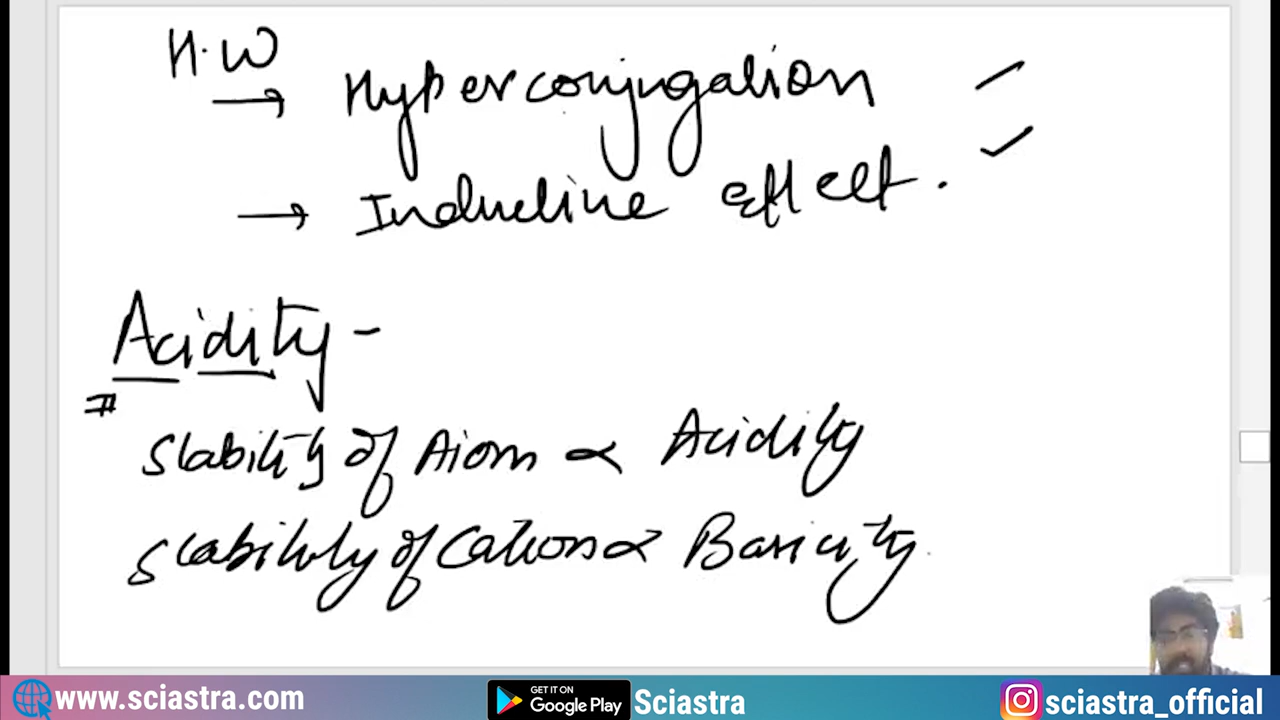 H.W
→ Hyperconjugation
→ Inductive effect.
Acidity -
Stability of Aion ∝ Acidity
Stability of Cation ∝ Basicity
www.sciastra.com
GET IT ON
Google Play
Sciastra
sciastra_official